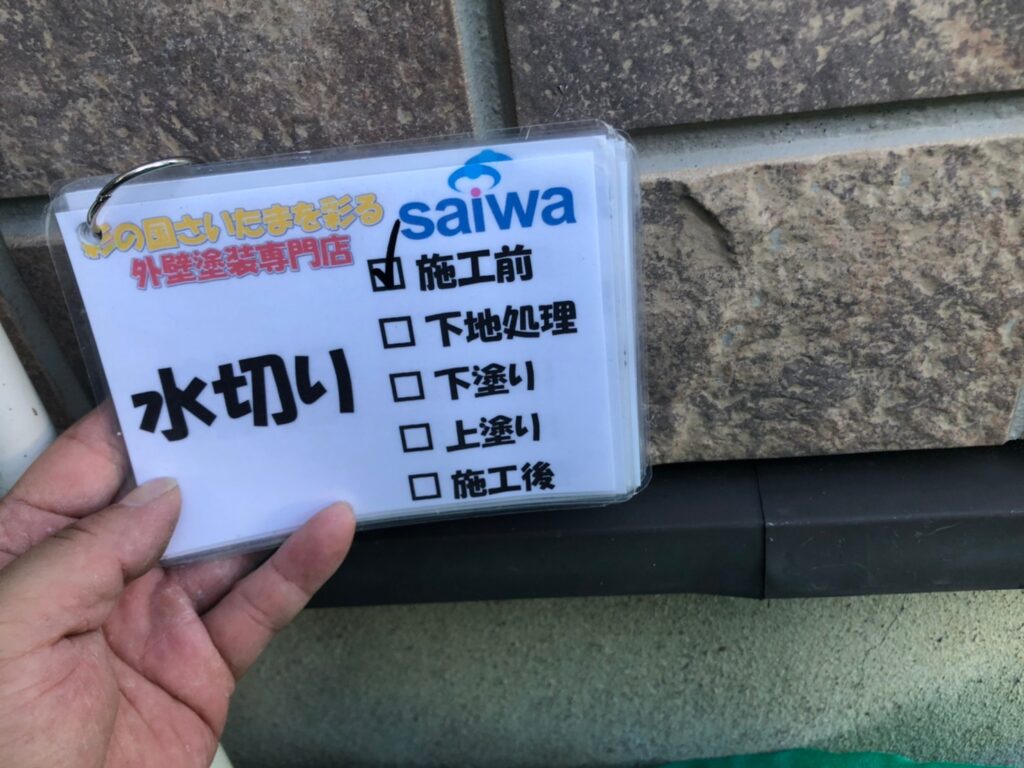 彩の国さいたまを彩る
外壁塗装専門店
saiwa
水切り
☑ 施工前
☐ 下地処理
☐ 下塗り
☐ 上塗り
☐ 施工後